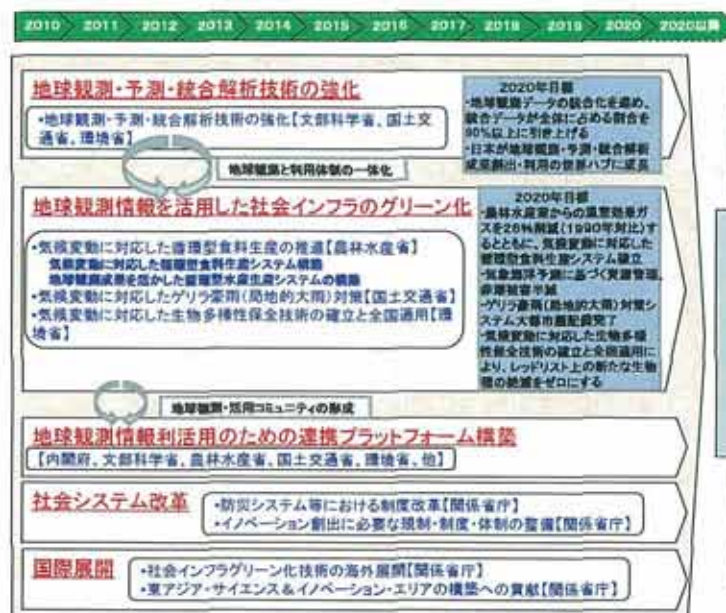 2010 2011 2012 2013 2014 2015 2016 2017 2018 2019 2020 2020以降
地球観測・予測・統合解析技術の強化
・地球観測・予測・統合解析技術の強化【文部科学省、国土交
通省、環境省】
2020年目標
・地球観測データの統合化を進め、
統合データが全体に占める割合を
90%以上に引き上げる
・日本が地球観測・予測・統合解析
成果創出・利用の世界ハブに成長
地球観測と利用体制の一体化
地球観測情報を活用した社会インフラのグリーン化
・気候変動に対応した循環型食料生産の推進【農林水産省】
気候変動に対応した循環型食料生産システム構築
地球観測成果を活かした循環型水産生産システムの構築
・気候変動に対応したゲリラ豪雨(局地的大雨)対策【国土交通省】
・気候変動に対応した生物多様性保全技術の確立と全国適用【環
境省】
2020年目標
・農林水産業からの温室効果ガ
スを26%削減(1990年対比)す
るとともに、気候変動に対応した
循環型食料生産システム確立
・気象海洋予測に基づく資源管理、
災害被害半減
・ゲリラ豪雨(局地的大雨)対策シ
ステム大都市圏配備完了
・気候変動に対応した生物多様
性保全技術の確立と全国適用に
より、レッドリスト上の新たな生物
種の絶滅をゼロにする
地球観測・活用コミュニティの形成
地球観測情報利活用のための連携プラットフォーム構築
【内閣府、文部科学省、農林水産省、国土交通省、環境省、他】
社会システム改革
・防災システム等における制度改革【関係省庁】
・イノベーション創出に必要な規制・制度・体制の整備【関係省庁】
国際展開
・社会インフラグリーン化技術の海外展開【関係省庁】
・東アジア・サイエンス＆イノベーション・エリアの構築への貢献【関係省庁】